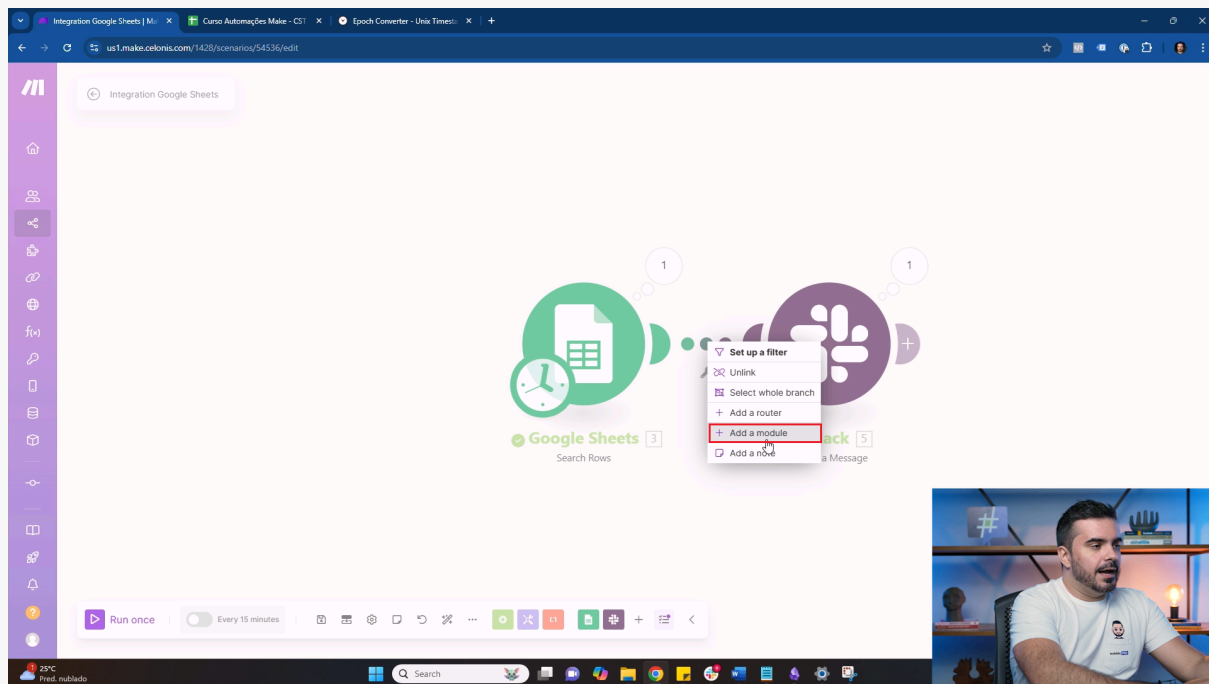 Integration Google Sheets | Ma
Curso Automações Make - CST
Epoch Converter - Unix Timesta
us1.make.celonis.com/1428/scenarios/54536/edit
Integration Google Sheets
1
1
Set up a filter
Unlink
Select whole branch
+ Add a router
+ Add a module
Add a note
Google Sheets 3
Search Rows
ack 5
a Message
f(x)
Run once
Every 15 minutes
1
25°C
Pred. nublado
Search